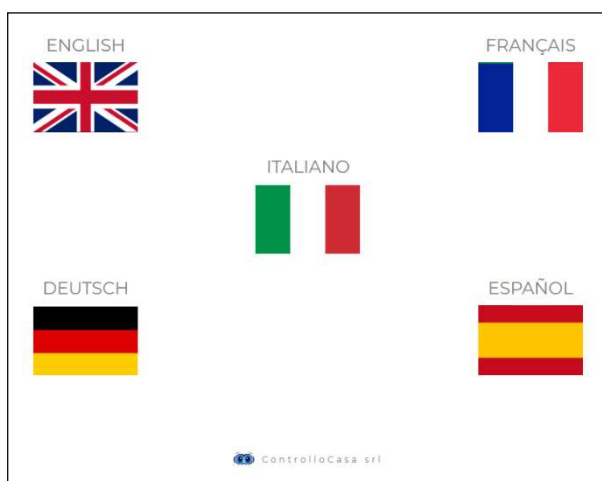 ENGLISH
FRANÇAIS
ITALIANO
DEUTSCH
ESPAÑOL
ControlloCasa srl